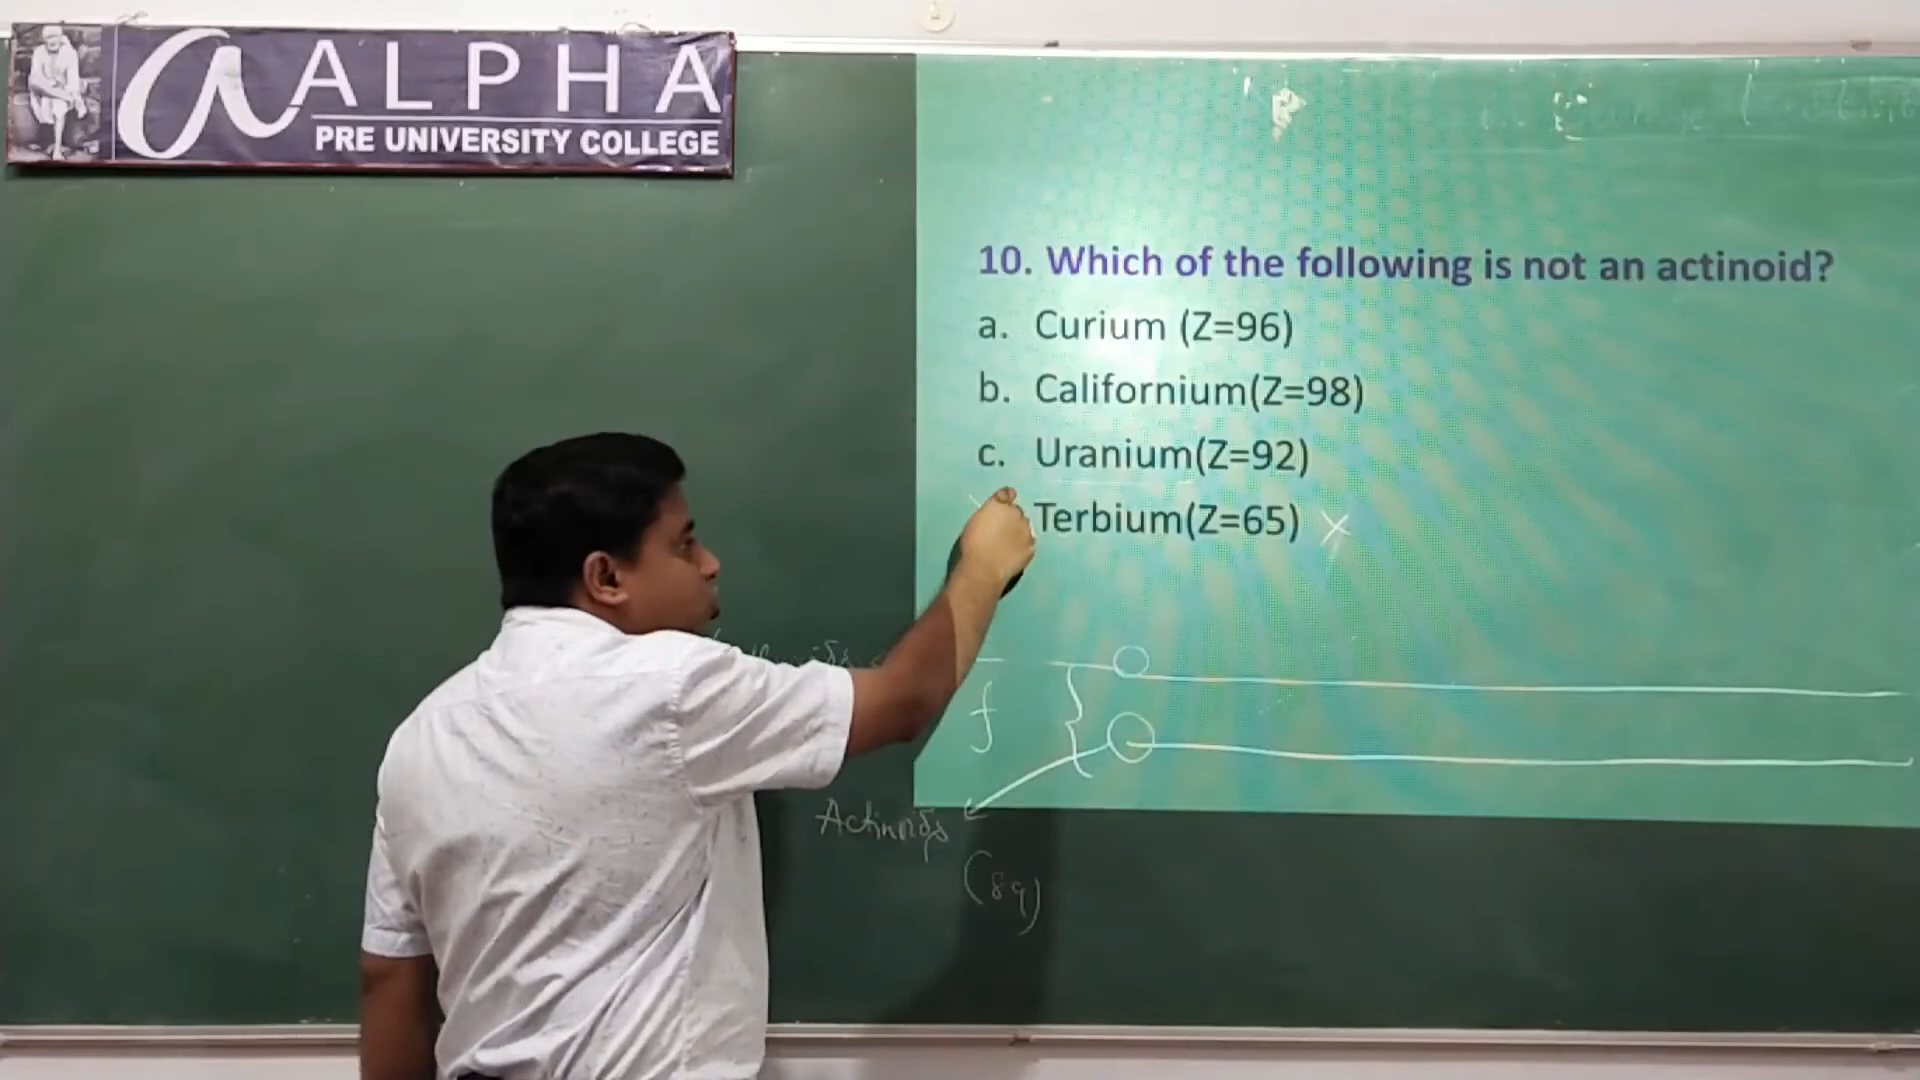 ALPHA
PRE UNIVERSITY COLLEGE
10. Which of the following is not an actinoid?
a. Curium (Z=96)
b. Californium(Z=98)
c. Uranium(Z=92)
Terbium(Z=65) ×
f
Actinoids
(89)